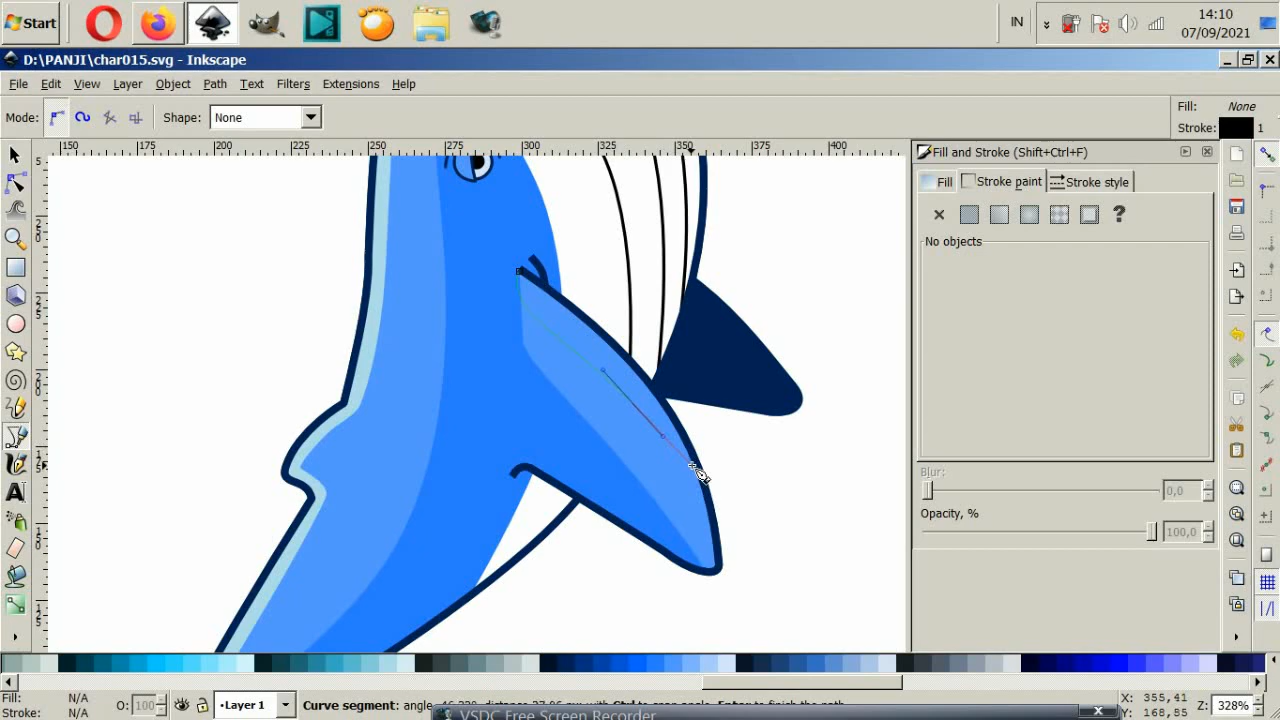 Start
IN
14:10
07/09/2021
D:\PANJI\char015.svg - Inkscape
File Edit View Layer Object Path Text Filters Extensions Help
Mode: Shape: None
Fill: None
Stroke: 1
150 175 200 225 250 275 300 325 350 375 400
Fill and Stroke (Shift+Ctrl+F)
Fill Stroke paint Stroke style
?
No objects
Blur: 0,0
Opacity, % 100,0
Fill: N/A
Stroke: N/A
O: 100
Layer 1
Curve segment: angle
X: 355,41
Y: 168,85
Z: 328%
VSDC Free Screen Recorder